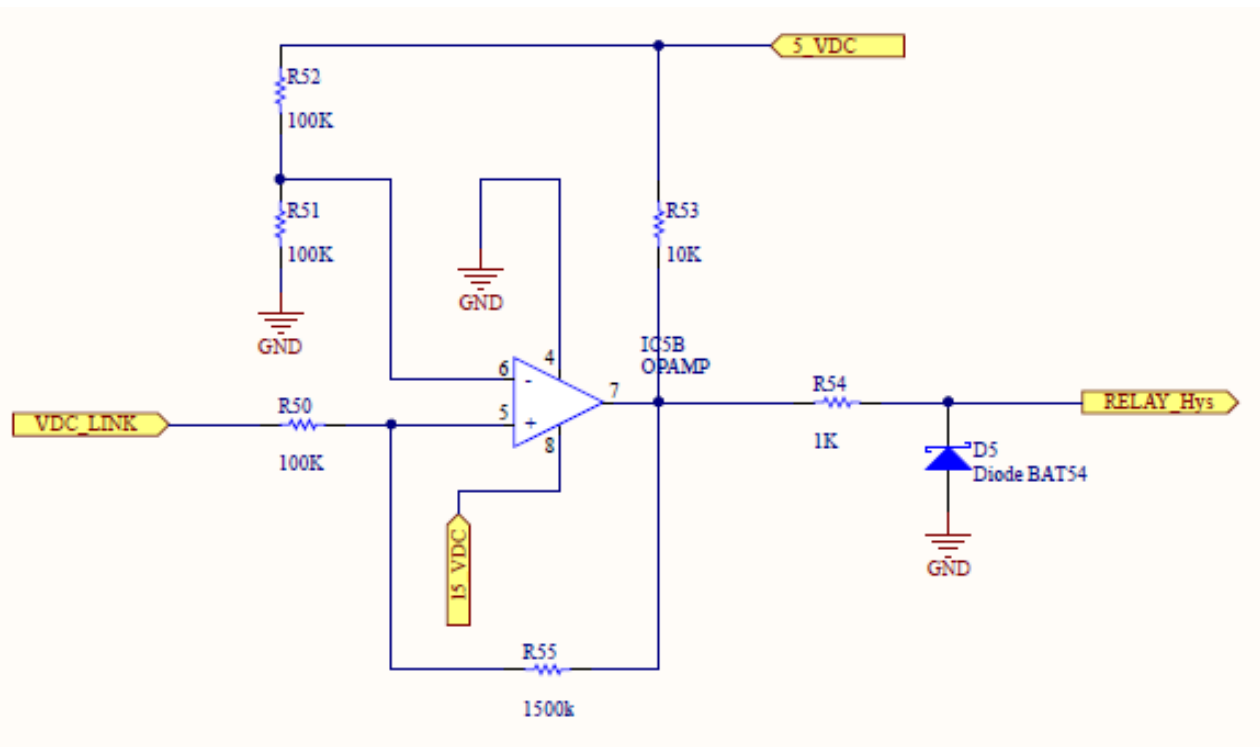 5_VDC
R52
100K
R51
100K
GND
GND
R53
10K
IC5B
OPAMP
6
4
-
7
5
+
8
VDC_LINK
R50
100K
15_VDC
R54
1K
RELAY_Hys
D5
Diode BAT54
GND
R55
1500k